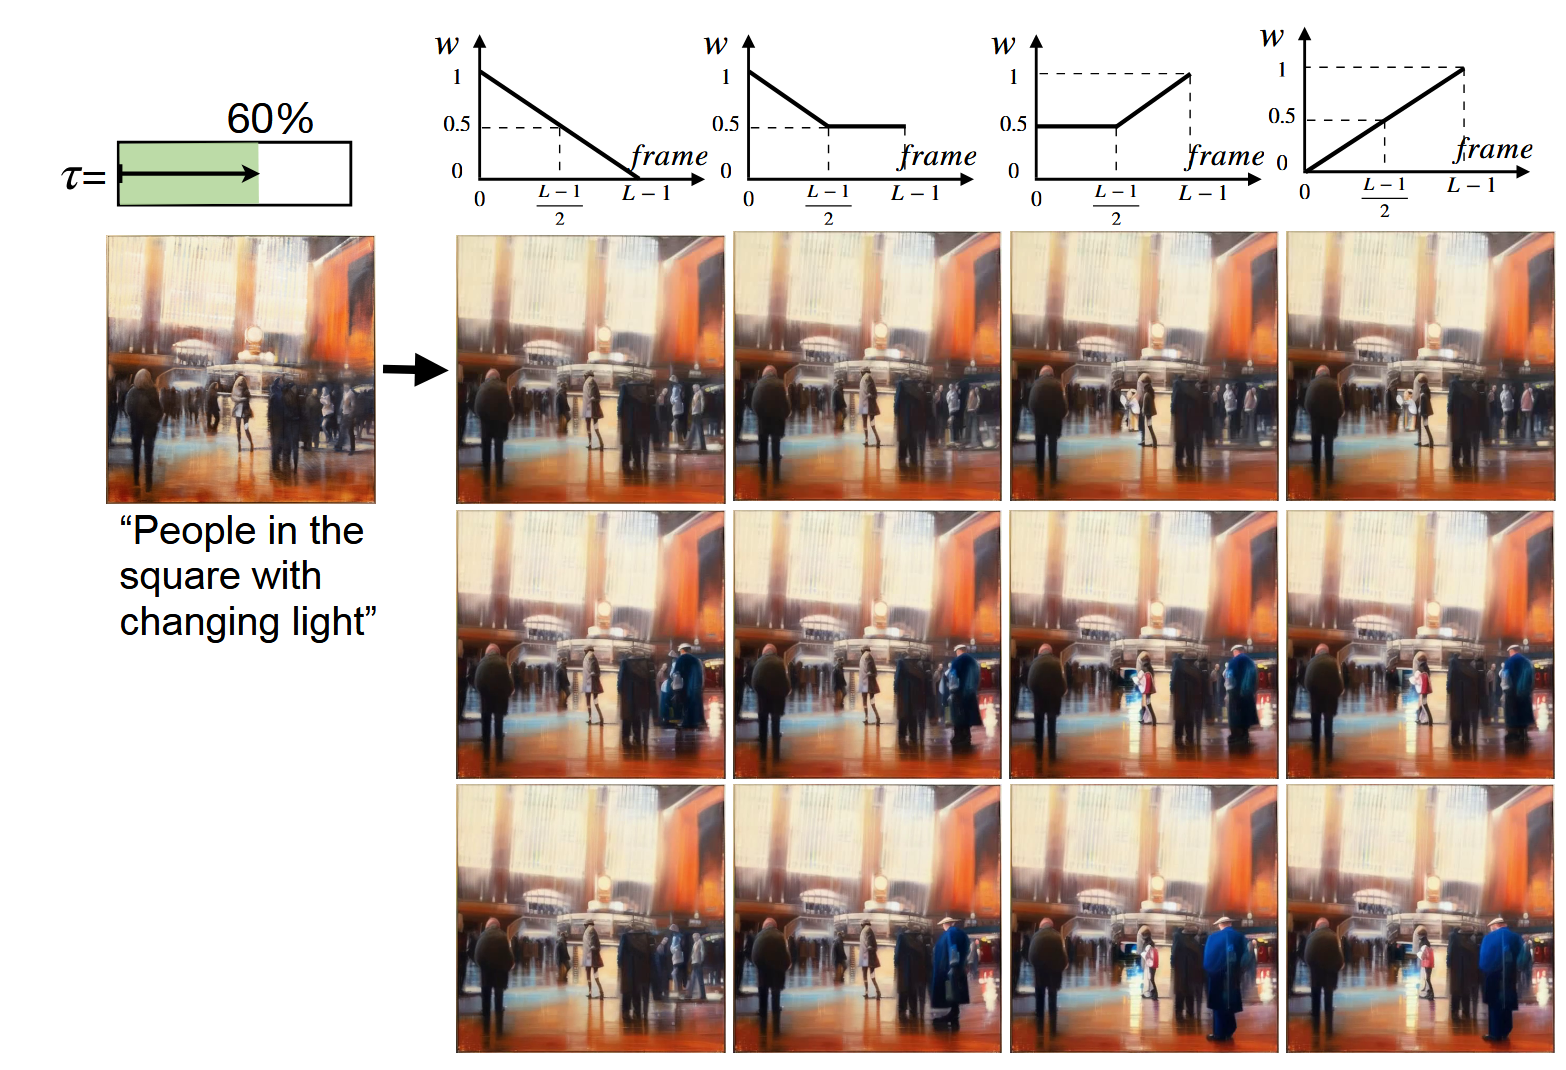 60%
τ=
w
1
0.5
0
frame
0
L − 1
2
L − 1
w
1
0.5
0
frame
0
L − 1
2
L − 1
w
1
0.5
0
frame
0
L − 1
2
L − 1
w
1
0.5
0
frame
0
L − 1
2
L − 1
“People in the
square with
changing light”